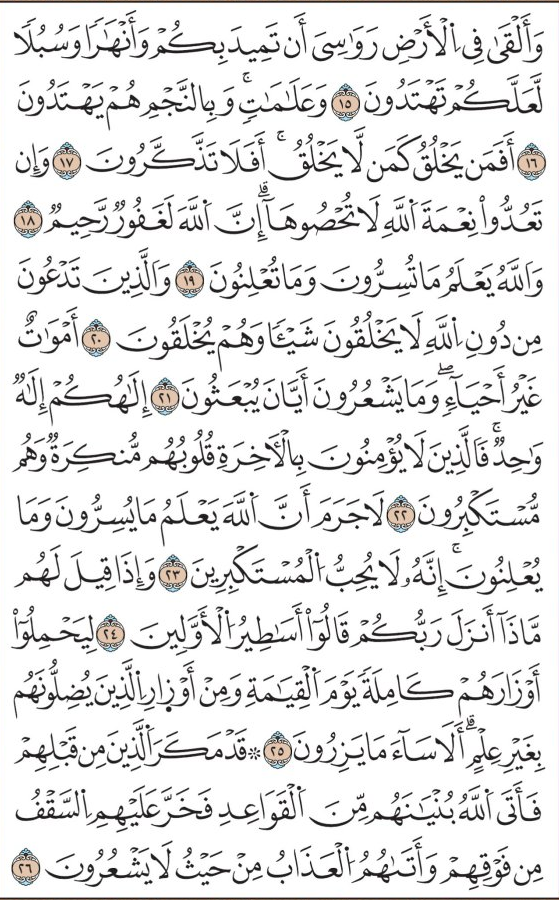 وَأَلۡقَىٰ فِي ٱلۡأَرۡضِ رَوَٰسِيَ أَن تَمِيدَ بِكُمۡ وَأَنۡهَٰرٗا وَسُبُلٗا
لَّعَلَّكُمۡ تَهۡتَدُونَ ١٥ وَعَلَٰمَٰتٖۚ وَبِٱلنَّجۡمِ هُمۡ يَهۡتَدُونَ
١٦ أَفَمَن يَخۡلُقُ كَمَن لَّا يَخۡلُقُۚ أَفَلَا تَذَكَّرُونَ ١٧ وَإِن
تَعُدُّواْ نِعۡمَةَ ٱللَّهِ لَا تُحۡصُوهَآۗ إِنَّ ٱللَّهَ لَغَفُورٞ رَّحِيمٞ ١٨
وَٱللَّهُ يَعۡلَمُ مَا تُسِرُّونَ وَمَا تُعۡلِنُونَ ١٩ وَٱلَّذِينَ تَدۡعُونَ
مِن دُونِ ٱللَّهِ لَا يَخۡلُقُونَ شَيۡـٔٗا وَهُمۡ يُخۡلَقُونَ ٢٠ أَمۡوَٰتٌ
غَيۡرُ أَحۡيَآءٖۖ وَمَا يَشۡعُرُونَ أَيَّانَ يُبۡعَثُونَ ٢١ إِلَٰهُكُمۡ إِلَٰهٞ
وَٰحِدٞۚ فَٱلَّذِينَ لَا يُؤۡمِنُونَ بِٱلۡأٓخِرَةِ قُلُوبُهُم مُّنكِرَةٞ وَهُم
مُّسۡتَكۡبِرُونَ ٢٢ لَا جَرَمَ أَنَّ ٱللَّهَ يَعۡلَمُ مَا يُسِرُّونَ وَمَا
يُعۡلِنُونَۚ إِنَّهُۥ لَا يُحِبُّ ٱلۡمُسۡتَكۡبِرِينَ ٢٣ وَإِذَا قِيلَ لَهُم
مَّاذَآ أَنزَلَ رَبُّكُمۡ قَالُوٓاْ أَسَٰطِيرُ ٱلۡأَوَّلِينَ ٢٤ لِيَحۡمِلُوٓاْ
أَوۡزَارَهُمۡ كَامِلَةٗ يَوۡمَ ٱلۡقِيَٰمَةِ وَمِنۡ أَوۡزَارِ ٱلَّذِينَ يُضِلُّونَهُم
بِغَيۡرِ عِلۡمٍۗ أَلَا سَآءَ مَا يَزِرُونَ ٢٥ ۞ قَدۡ مَكَرَ ٱلَّذِينَ مِن قَبۡلِهِمۡ
فَأَتَى ٱللَّهُ بُنۡيَٰنَهُم مِّنَ ٱلۡقَوَاعِدِ فَخَرَّ عَلَيۡهِمُ ٱلسَّقۡفُ
مِن فَوۡقِهِمۡ وَأَتَىٰهُمُ ٱلۡعَذَابُ مِنۡ حَيۡثُ لَا يَشۡعُرُونَ ٢٦